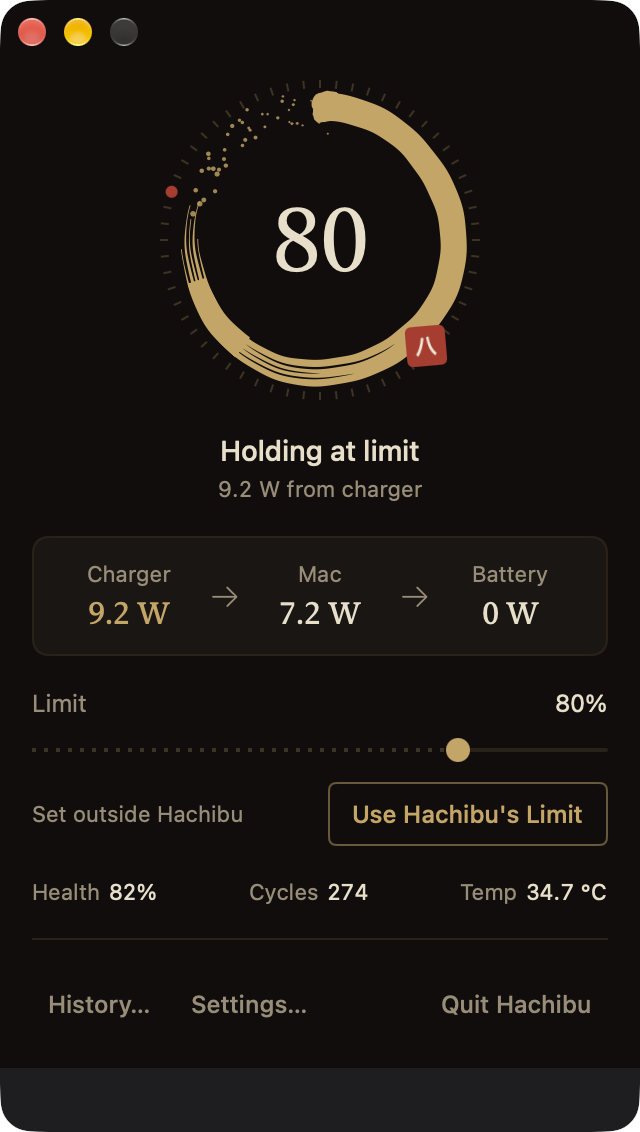 80
八
Holding at limit
9.2 W from charger
Charger → Mac → Battery
9.2 W 7.2 W 0 W
Limit 80%
Set outside Hachibu Use Hachibu's Limit
Health 82% Cycles 274 Temp 34.7 °C
History... Settings... Quit Hachibu